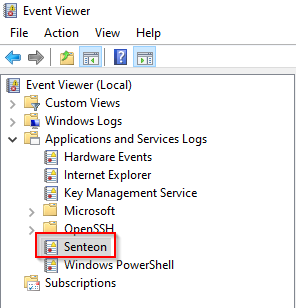 Event Viewer
File Action View Help
Event Viewer (Local)
Custom Views
Windows Logs
Applications and Services Logs
Hardware Events
Internet Explorer
Key Management Service
Microsoft
OpenSSH
Senteon
Windows PowerShell
Subscriptions